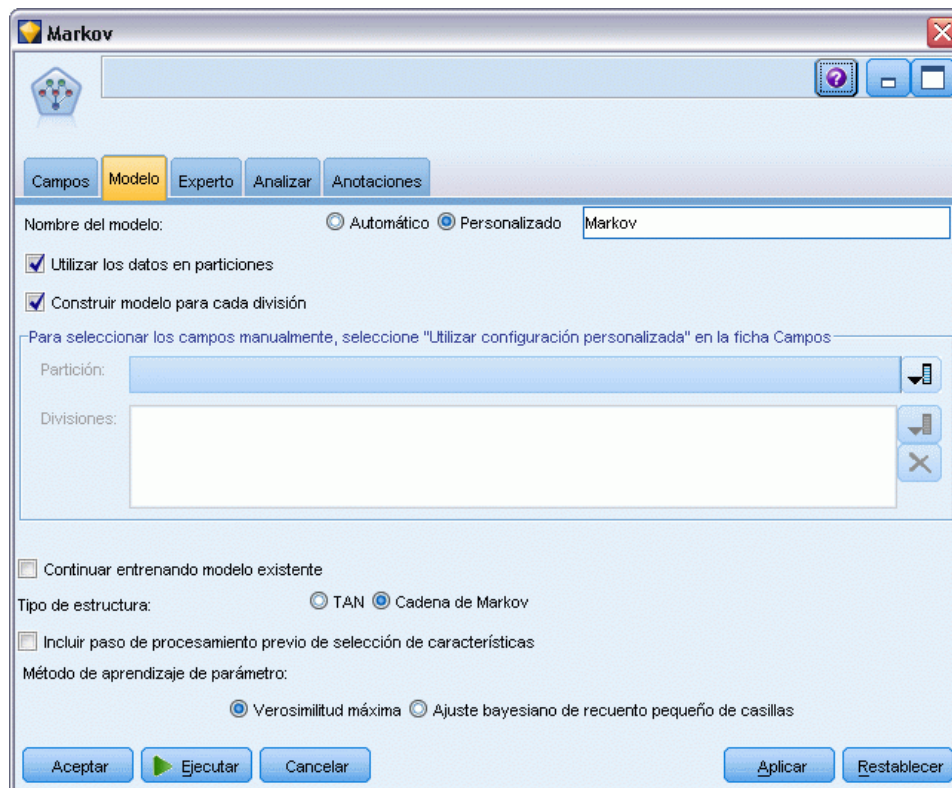 Markov
Campos Modelo Experto Analizar Anotaciones
Nombre del modelo: Automático Personalizado Markov
Utilizar los datos en particiones
Construir modelo para cada división
Para seleccionar los campos manualmente, seleccione "Utilizar configuración personalizada" en la ficha Campos
Partición:
Divisiones:
Continuar entrenando modelo existente
Tipo de estructura: TAN Cadena de Markov
Incluir paso de procesamiento previo de selección de características
Método de aprendizaje de parámetro:
Verosimilitud máxima Ajuste bayesiano de recuento pequeño de casillas
Aceptar Ejecutar Cancelar Aplicar Restablecer